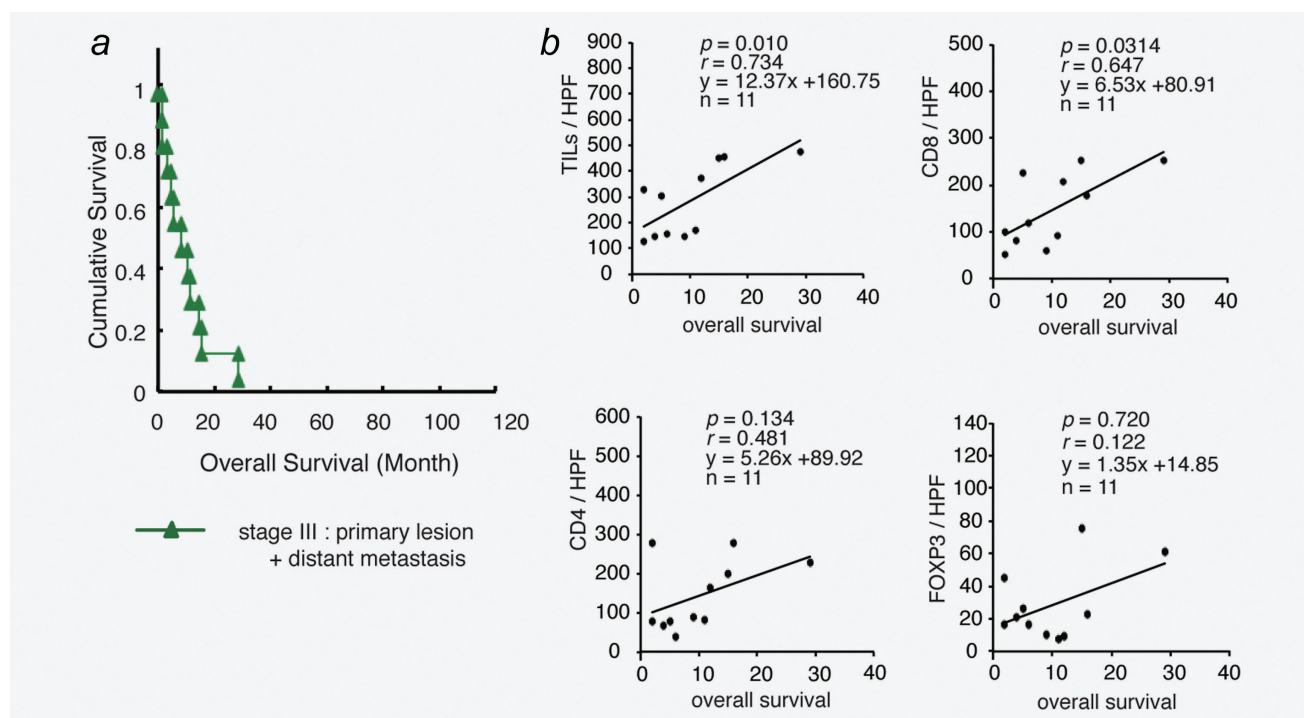 a
1
0.8
0.6
0.4
0.2
0
Cumulative Survival
0 20 40 60 80 100 120
Overall Survival (Month)
stage III : primary lesion
+ distant metastasis
b
900
800
700
600
500
400
300
200
100
0
TILs / HPF
p = 0.010
r = 0.734
y = 12.37x +160.75
n = 11
0 10 20 30 40
overall survival
500
400
300
200
100
0
CD8 / HPF
p = 0.0314
r = 0.647
y = 6.53x +80.91
n = 11
0 10 20 30 40
overall survival
600
500
400
300
200
100
0
CD4 / HPF
p = 0.134
r = 0.481
y = 5.26x +89.92
n = 11
0 10 20 30 40
overall survival
140
120
100
80
60
40
20
0
FOXP3 / HPF
p = 0.720
r = 0.122
y = 1.35x +14.85
n = 11
0 10 20 30 40
overall survival